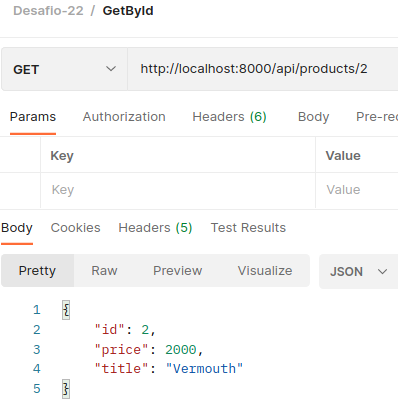 Desafio-22 / GetById
GET http://localhost:8000/api/products/2
Params Authorization Headers (6) Body Pre-req
Key Value
Key Value
Body Cookies Headers (5) Test Results
Pretty Raw Preview Visualize JSON
1 {
2 "id": 2,
3 "price": 2000,
4 "title": "Vermouth"
5 }